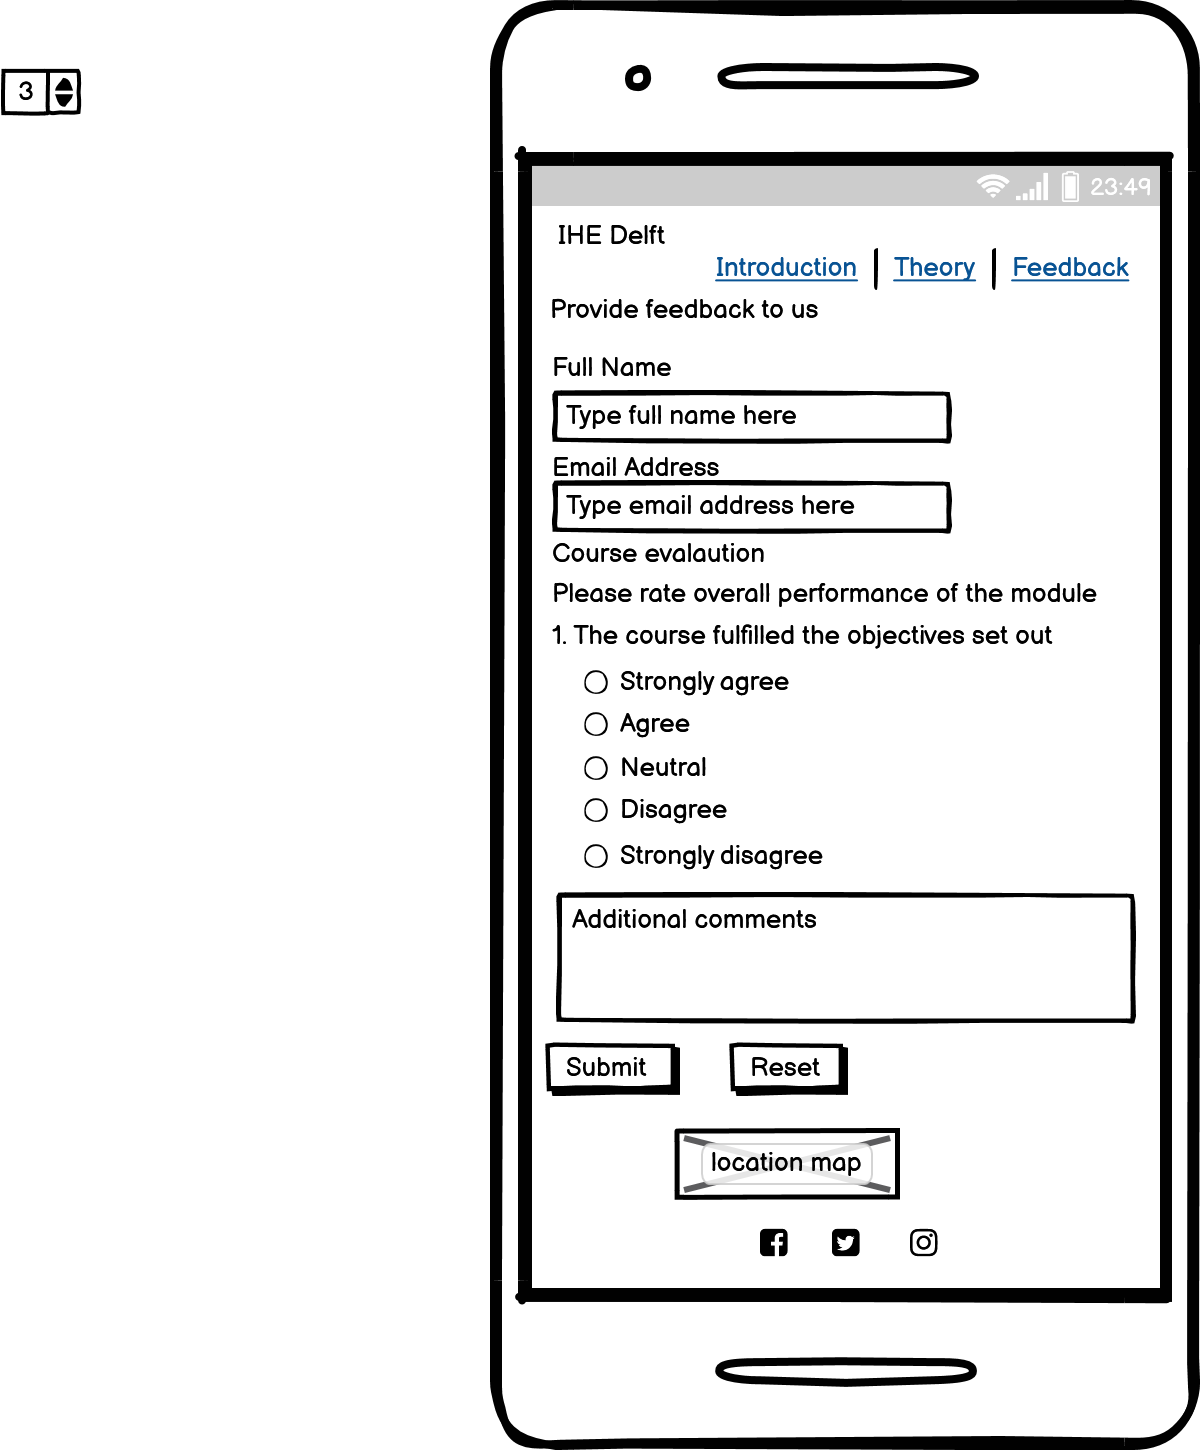 3
23:49
IHE Delft
Introduction Theory Feedback
Provide feedback to us
Full Name
Type full name here
Email Address
Type email address here
Course evalaution
Please rate overall performance of the module
1. The course fulfilled the objectives set out
Strongly agree
Agree
Neutral
Disagree
Strongly disagree
Additional comments
Submit Reset
location map